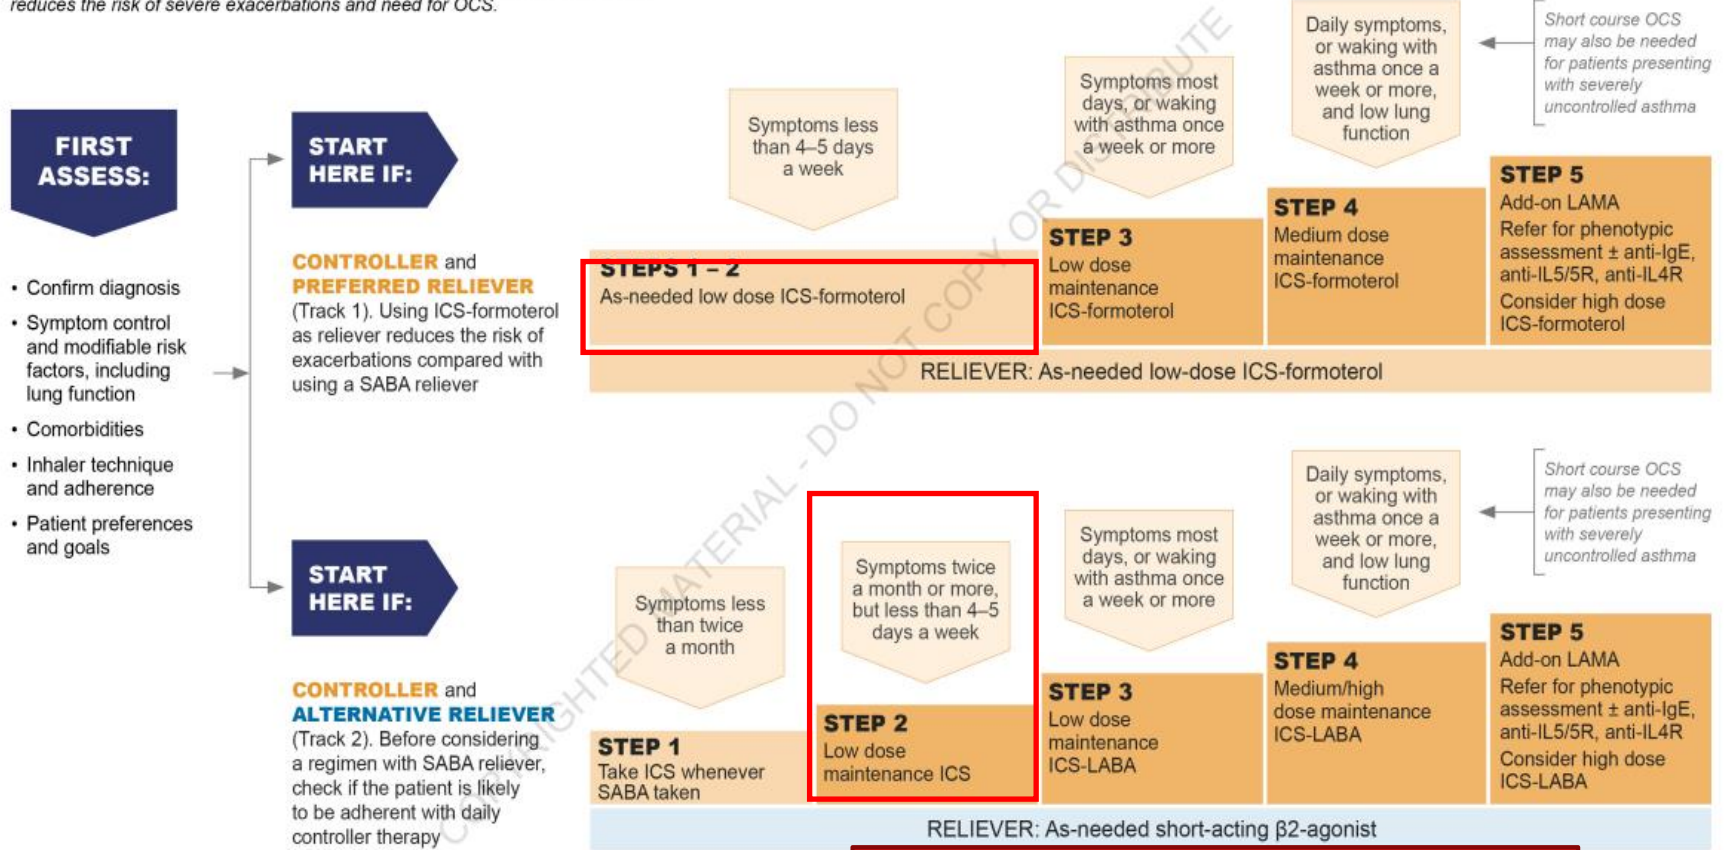 reduces the risk of severe exacerbations and need for OCS.
FIRST
ASSESS:
• Confirm diagnosis
• Symptom control
and modifiable risk
factors, including
lung function
• Comorbidities
• Inhaler technique
and adherence
• Patient preferences
and goals
START
HERE IF:
CONTROLLER and
PREFERRED RELIEVER
(Track 1). Using ICS-formoterol
as reliever reduces the risk of
exacerbations compared with
using a SABA reliever
Symptoms less
than 4–5 days
a week
Symptoms most
days, or waking
with asthma once
a week or more
Daily symptoms,
or waking with
asthma once a
week or more,
and low lung
function
Short course OCS
may also be needed
for patients presenting
with severely
uncontrolled asthma
STEPS 1 – 2
As-needed low dose ICS-formoterol
STEP 3
Low dose
maintenance
ICS-formoterol
STEP 4
Medium dose
maintenance
ICS-formoterol
STEP 5
Add-on LAMA
Refer for phenotypic
assessment ± anti-IgE,
anti-IL5/5R, anti-IL4R
Consider high dose
ICS-formoterol
RELIEVER: As-needed low-dose ICS-formoterol
START
HERE IF:
CONTROLLER and
ALTERNATIVE RELIEVER
(Track 2). Before considering
a regimen with SABA reliever,
check if the patient is likely
to be adherent with daily
controller therapy
Symptoms less
than twice
a month
Symptoms twice
a month or more,
but less than 4–5
days a week
Symptoms most
days, or waking
with asthma once
a week or more
Daily symptoms,
or waking with
asthma once a
week or more,
and low lung
function
Short course OCS
may also be needed
for patients presenting
with severely
uncontrolled asthma
STEP 1
Take ICS whenever
SABA taken
STEP 2
Low dose
maintenance ICS
STEP 3
Low dose
maintenance
ICS-LABA
STEP 4
Medium/high
dose maintenance
ICS-LABA
STEP 5
Add-on LAMA
Refer for phenotypic
assessment ± anti-IgE,
anti-IL5/5R, anti-IL4R
Consider high dose
ICS-LABA
RELIEVER: As-needed short-acting β2-agonist
COPYRIGHTED MATERIAL - DO NOT COPY OR DISTRIBUTE